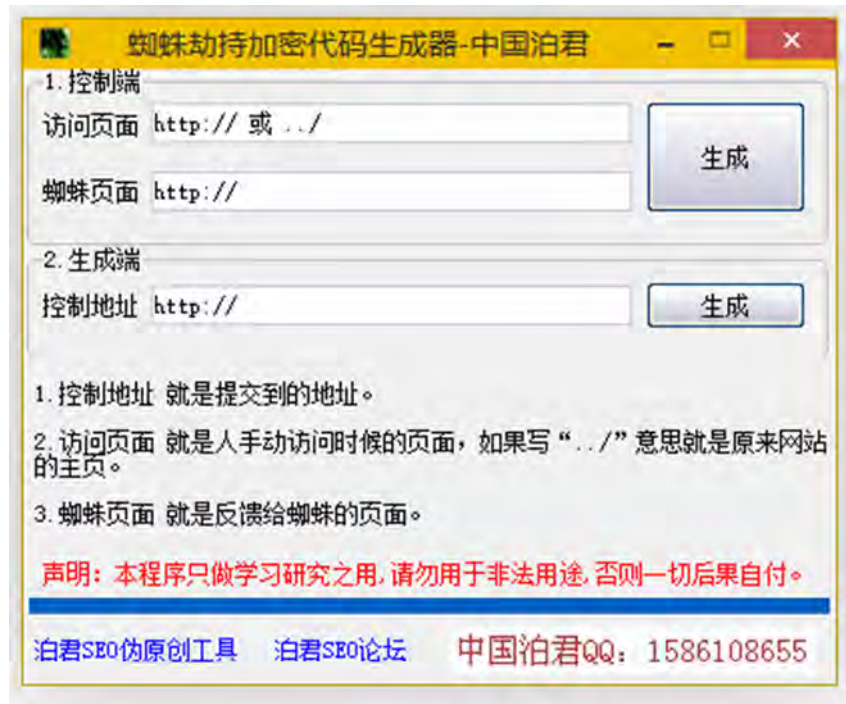 蜘蛛劫持加密代码生成器-中国泊君
1.控制端
访问页面 http:// 或 ../
生成
蜘蛛页面 http://
2.生成端
控制地址 http://
生成
1.控制地址 就是提交到的地址。
2.访问页面 就是人手动访问时候的页面，如果写“../”意思就是原来网站
的主页。
3.蜘蛛页面 就是反馈给蜘蛛的页面。
声明：本程序只做学习研究之用,请勿用于非法用途,否则一切后果自付。
泊君SEO伪原创工具 泊君SEO论坛 中国泊君QQ：1586108655